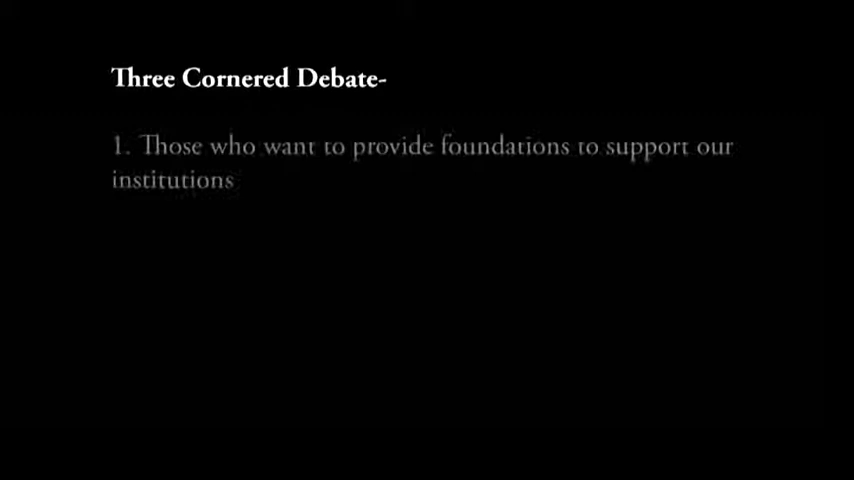 Three Cornered Debate-
1. Those who want to provide foundations to support our
institutions